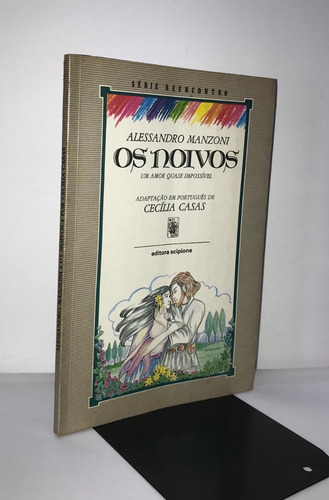 SÉRIE REENCONTRO
ALESSANDRO MANZONI
OS NOIVOS
UM AMOR QUASE IMPOSSÍVEL
ADAPTAÇÃO EM PORTUGUÊS DE
CECÍLIA CASAS
editora scipione